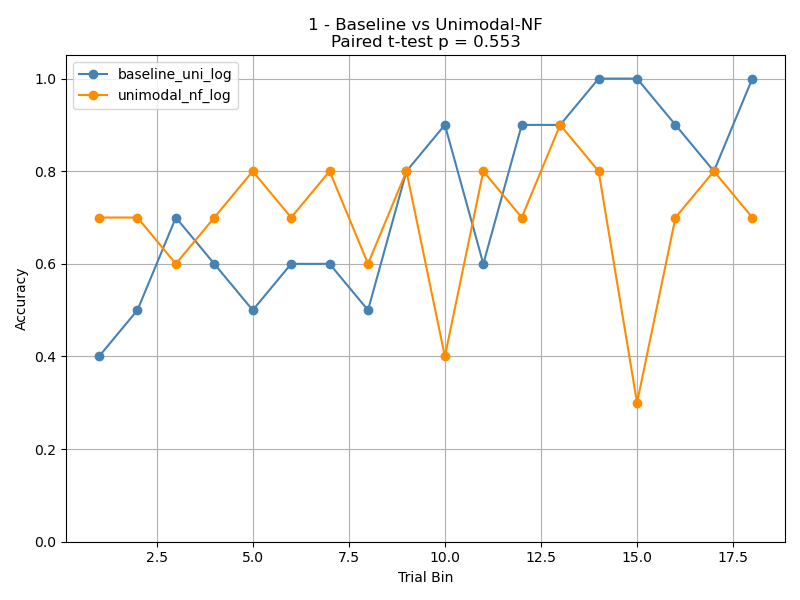 1 - Baseline vs Unimodal-NF
Paired t-test p = 0.553
baseline_uni_log
unimodal_nf_log
Accuracy
1.0
0.8
0.6
0.4
0.2
0.0
2.5 5.0 7.5 10.0 12.5 15.0 17.5
Trial Bin